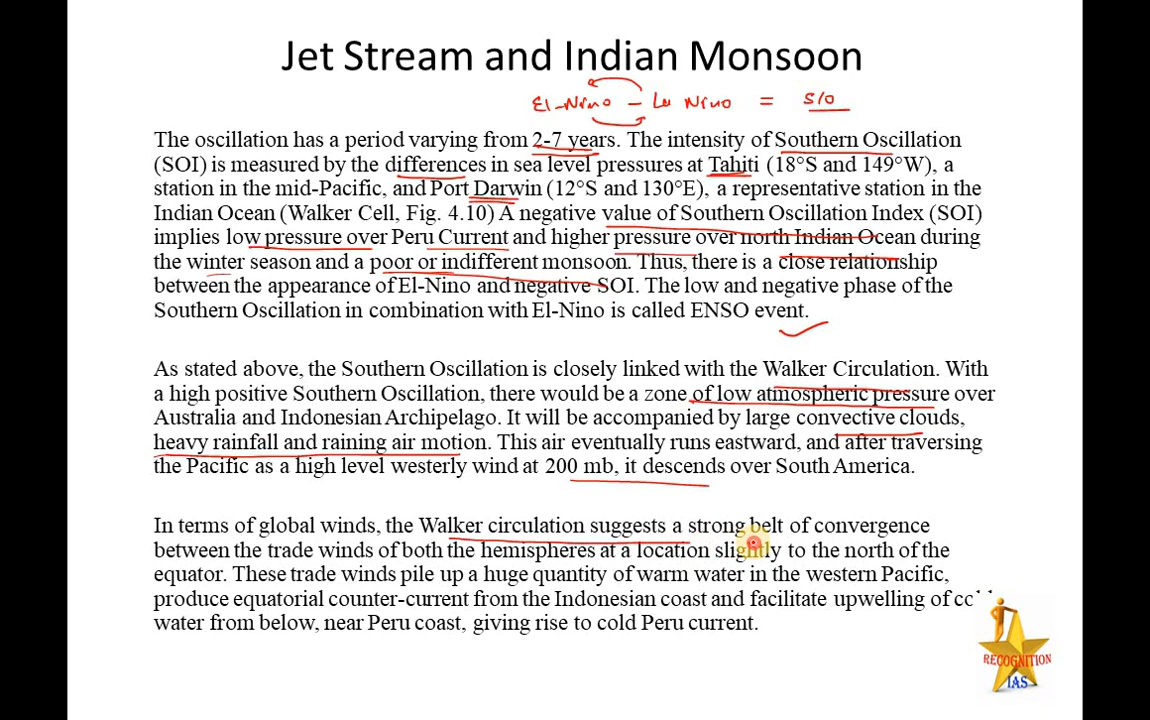 Jet Stream and Indian Monsoon
El-Nino – La Nino = S/O
The oscillation has a period varying from 2-7 years. The intensity of Southern Oscillation
(SOI) is measured by the differences in sea level pressures at Tahiti (18°S and 149°W), a
station in the mid-Pacific, and Port Darwin (12°S and 130°E), a representative station in the
Indian Ocean (Walker Cell, Fig. 4.10) A negative value of Southern Oscillation Index (SOI)
implies low pressure over Peru Current and higher pressure over north Indian Ocean during
the winter season and a poor or indifferent monsoon. Thus, there is a close relationship
between the appearance of El-Nino and negative SOI. The low and negative phase of the
Southern Oscillation in combination with El-Nino is called ENSO event.
As stated above, the Southern Oscillation is closely linked with the Walker Circulation. With
a high positive Southern Oscillation, there would be a zone of low atmospheric pressure over
Australia and Indonesian Archipelago. It will be accompanied by large convective clouds,
heavy rainfall and raining air motion. This air eventually runs eastward, and after traversing
the Pacific as a high level westerly wind at 200 mb, it descends over South America.
In terms of global winds, the Walker circulation suggests a strong belt of convergence
between the trade winds of both the hemispheres at a location slightly to the north of the
equator. These trade winds pile up a huge quantity of warm water in the western Pacific,
produce equatorial counter-current from the Indonesian coast and facilitate upwelling of
water from below, near Peru coast, giving rise to cold Peru current.
RECOGNITION
IAS